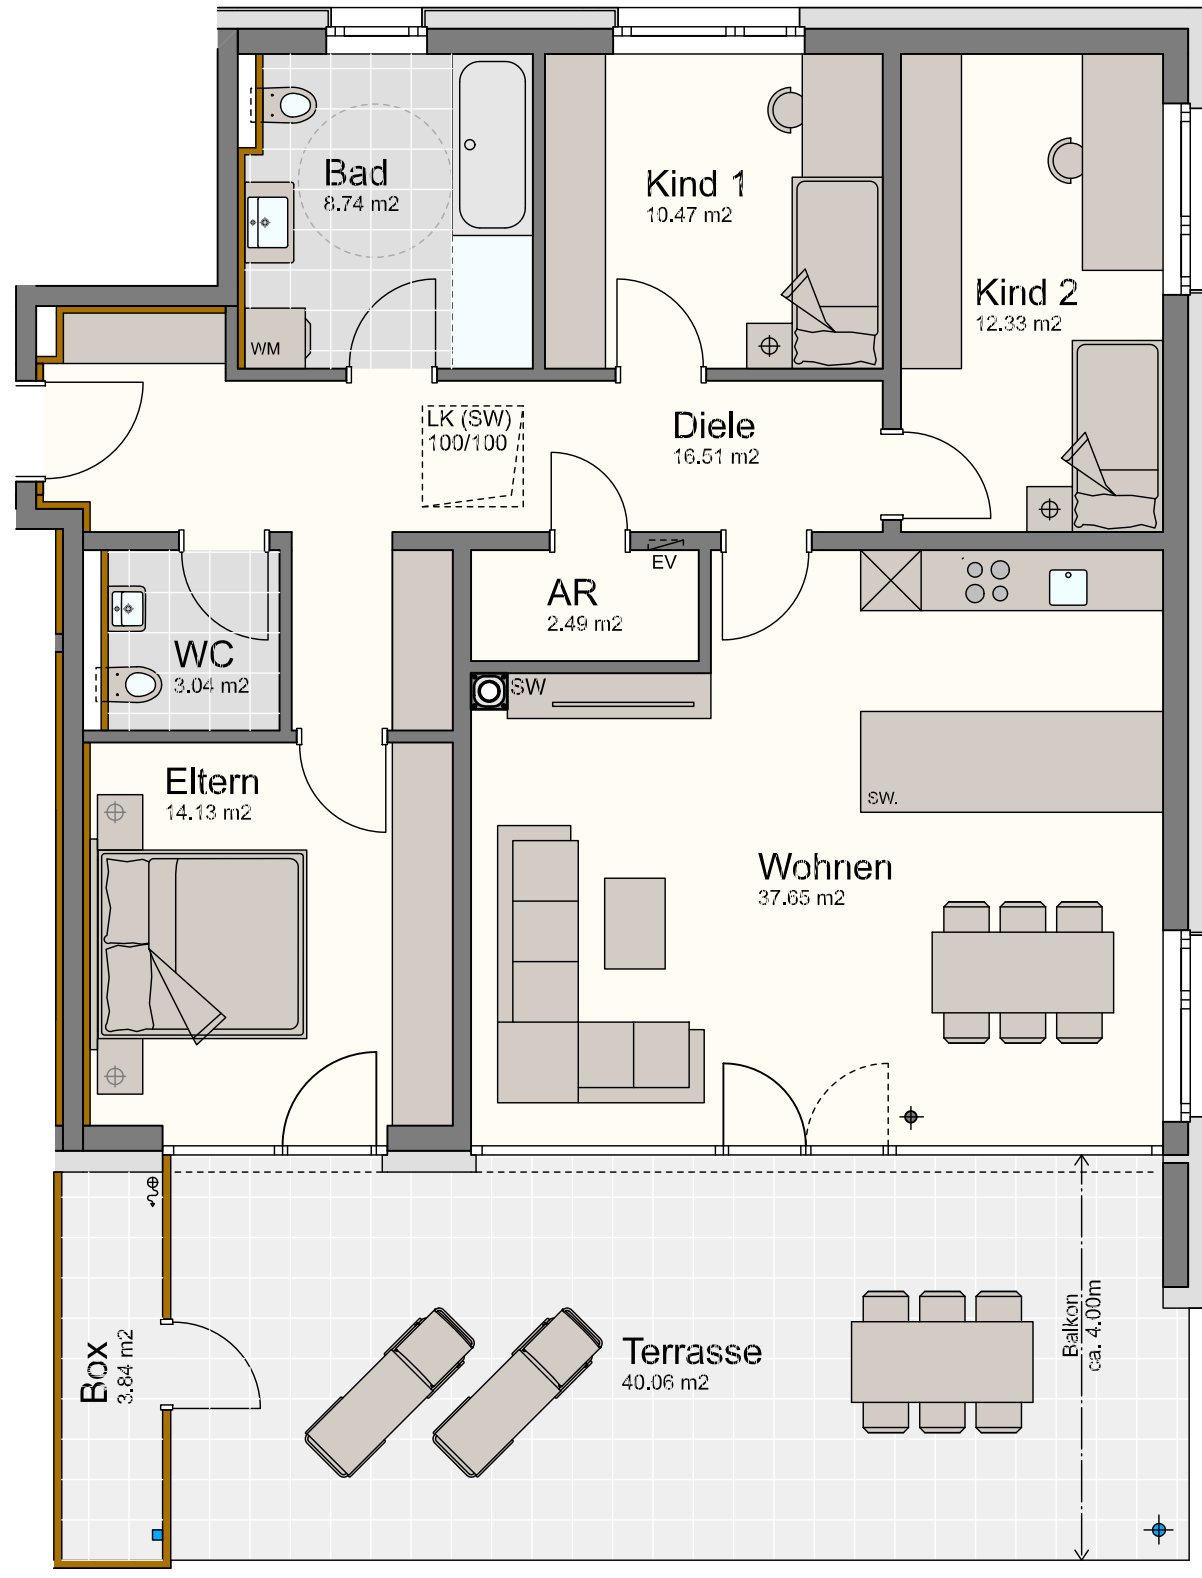 Bad
8.74 m2
Kind 1
10.47 m2
Kind 2
12.33 m2
WM
LK (SW)
100/100
Diele
16.51 m2
EV
AR
2.49 m2
WC
3.04 m2
SW
Eltern
14.13 m2
SW.
Wohnen
37.65 m2
Box
3.84 m2
Terrasse
40.06 m2
Balkon
ca. 4.00m